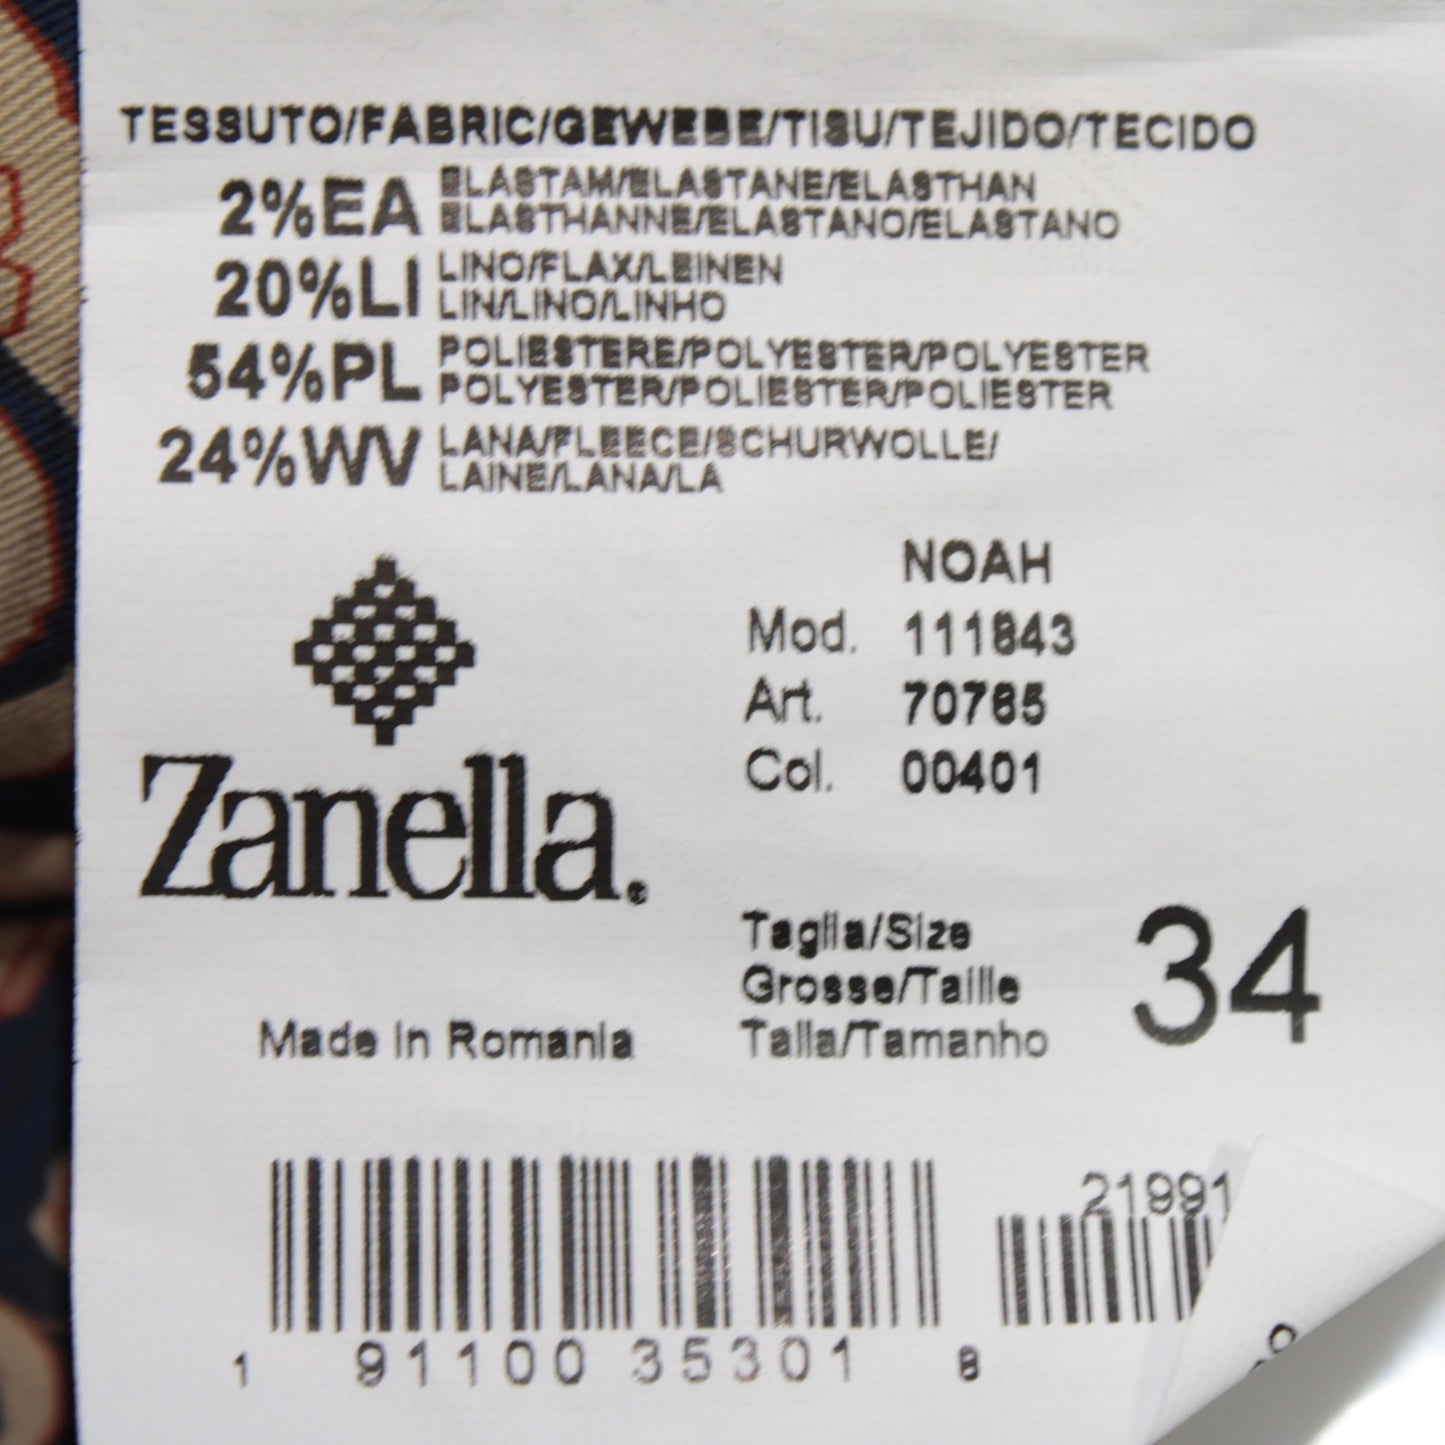 TESSUTO/FABRIC/GEWEBE/TISU/TEJIDO/TECIDO
2%EA ELASTAM/ELASTANE/ELASTHAN
ELASTHANNE/ELASTANO/ELASTANO
20%LI LINO/FLAX/LEINEN
LIN/LINO/LINHO
54%PL POLIESTERE/POLYESTER/POLYESTER
POLYESTER/POLIESTER/POLIESTER
24%WV LANA/FLEECE/SCHURWOLLE/
LAINE/LANA/LA
NOAH
Mod. 111843
Art. 70765
Col. 00401
Zanella
Taglia/Size
Grosse/Taille
Talla/Tamanho
34
Made in Romania
21991
1 91100 35301 8